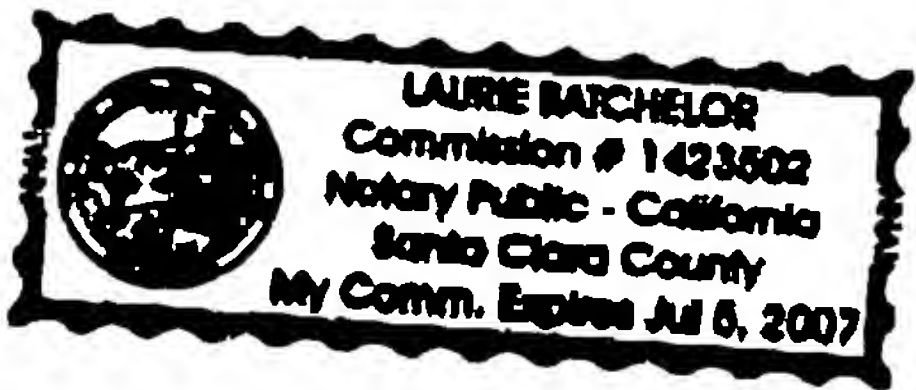 LAURIE BATCHELOR
Commission # 1423502
Notary Public - California
Santa Clara County
My Comm. Expires Jul 5, 2007